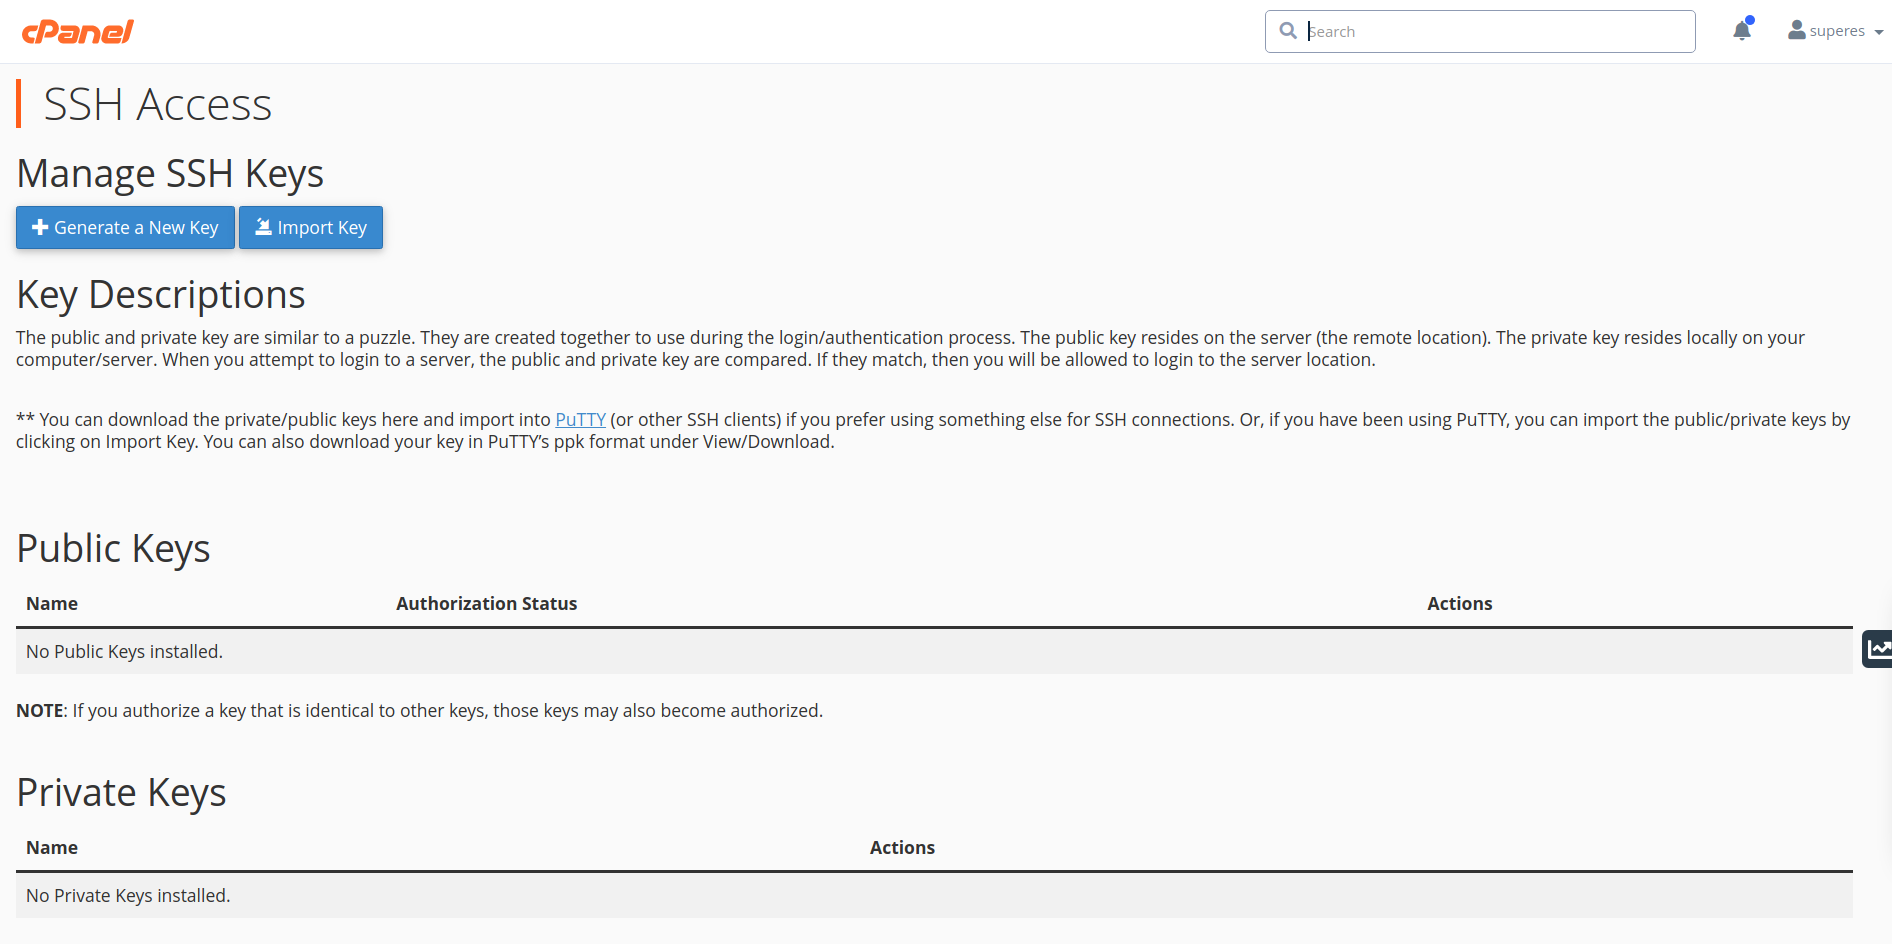 cPanel
Search
superes
SSH Access
Manage SSH Keys
Generate a New Key
Import Key
Key Descriptions
The public and private key are similar to a puzzle. They are created together to use during the login/authentication process. The public key resides on the server (the remote location). The private key resides locally on your
computer/server. When you attempt to login to a server, the public and private key are compared. If they match, then you will be allowed to login to the server location.
** You can download the private/public keys here and import into PuTTY (or other SSH clients) if you prefer using something else for SSH connections. Or, if you have been using PuTTY, you can import the public/private keys by
clicking on Import Key. You can also download your key in PuTTY’s ppk format under View/Download.
Public Keys
Name Authorization Status Actions
No Public Keys installed.
NOTE: If you authorize a key that is identical to other keys, those keys may also become authorized.
Private Keys
Name Actions
No Private Keys installed.